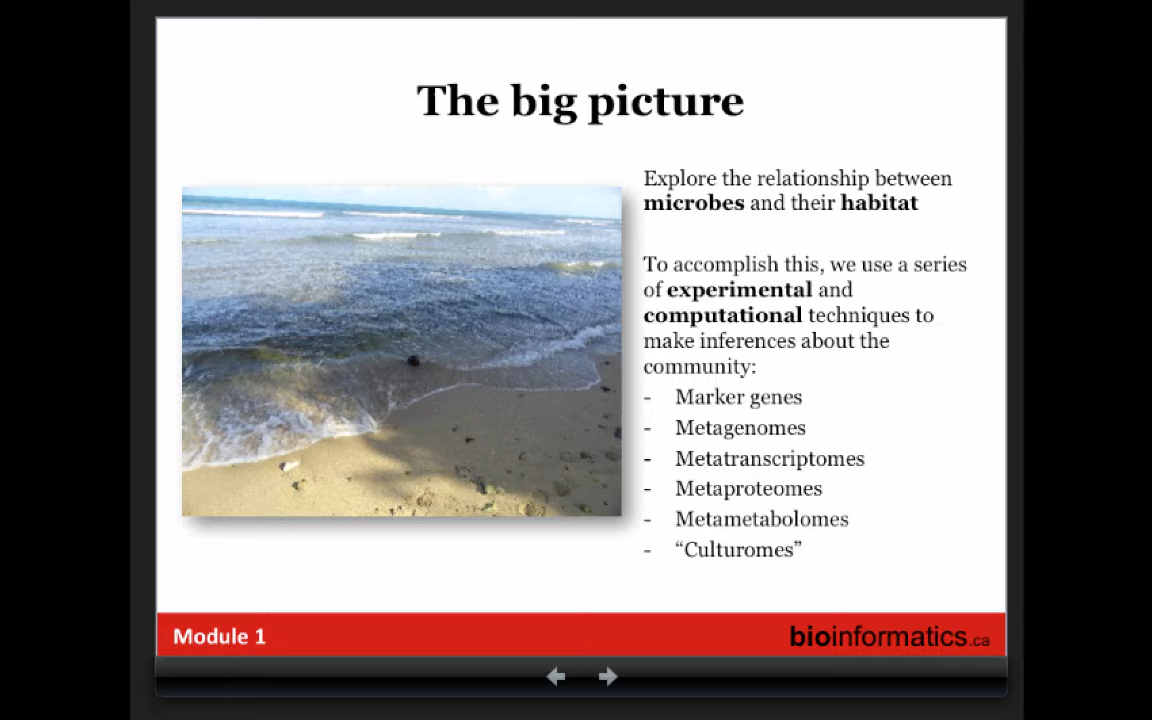 The big picture
Explore the relationship between
microbes and their habitat
To accomplish this, we use a series
of experimental and
computational techniques to
make inferences about the
community:
- Marker genes
- Metagenomes
- Metatranscriptomes
- Metaproteomes
- Metametabolomes
- “Culturomes”
Module 1
bioinformatics.ca